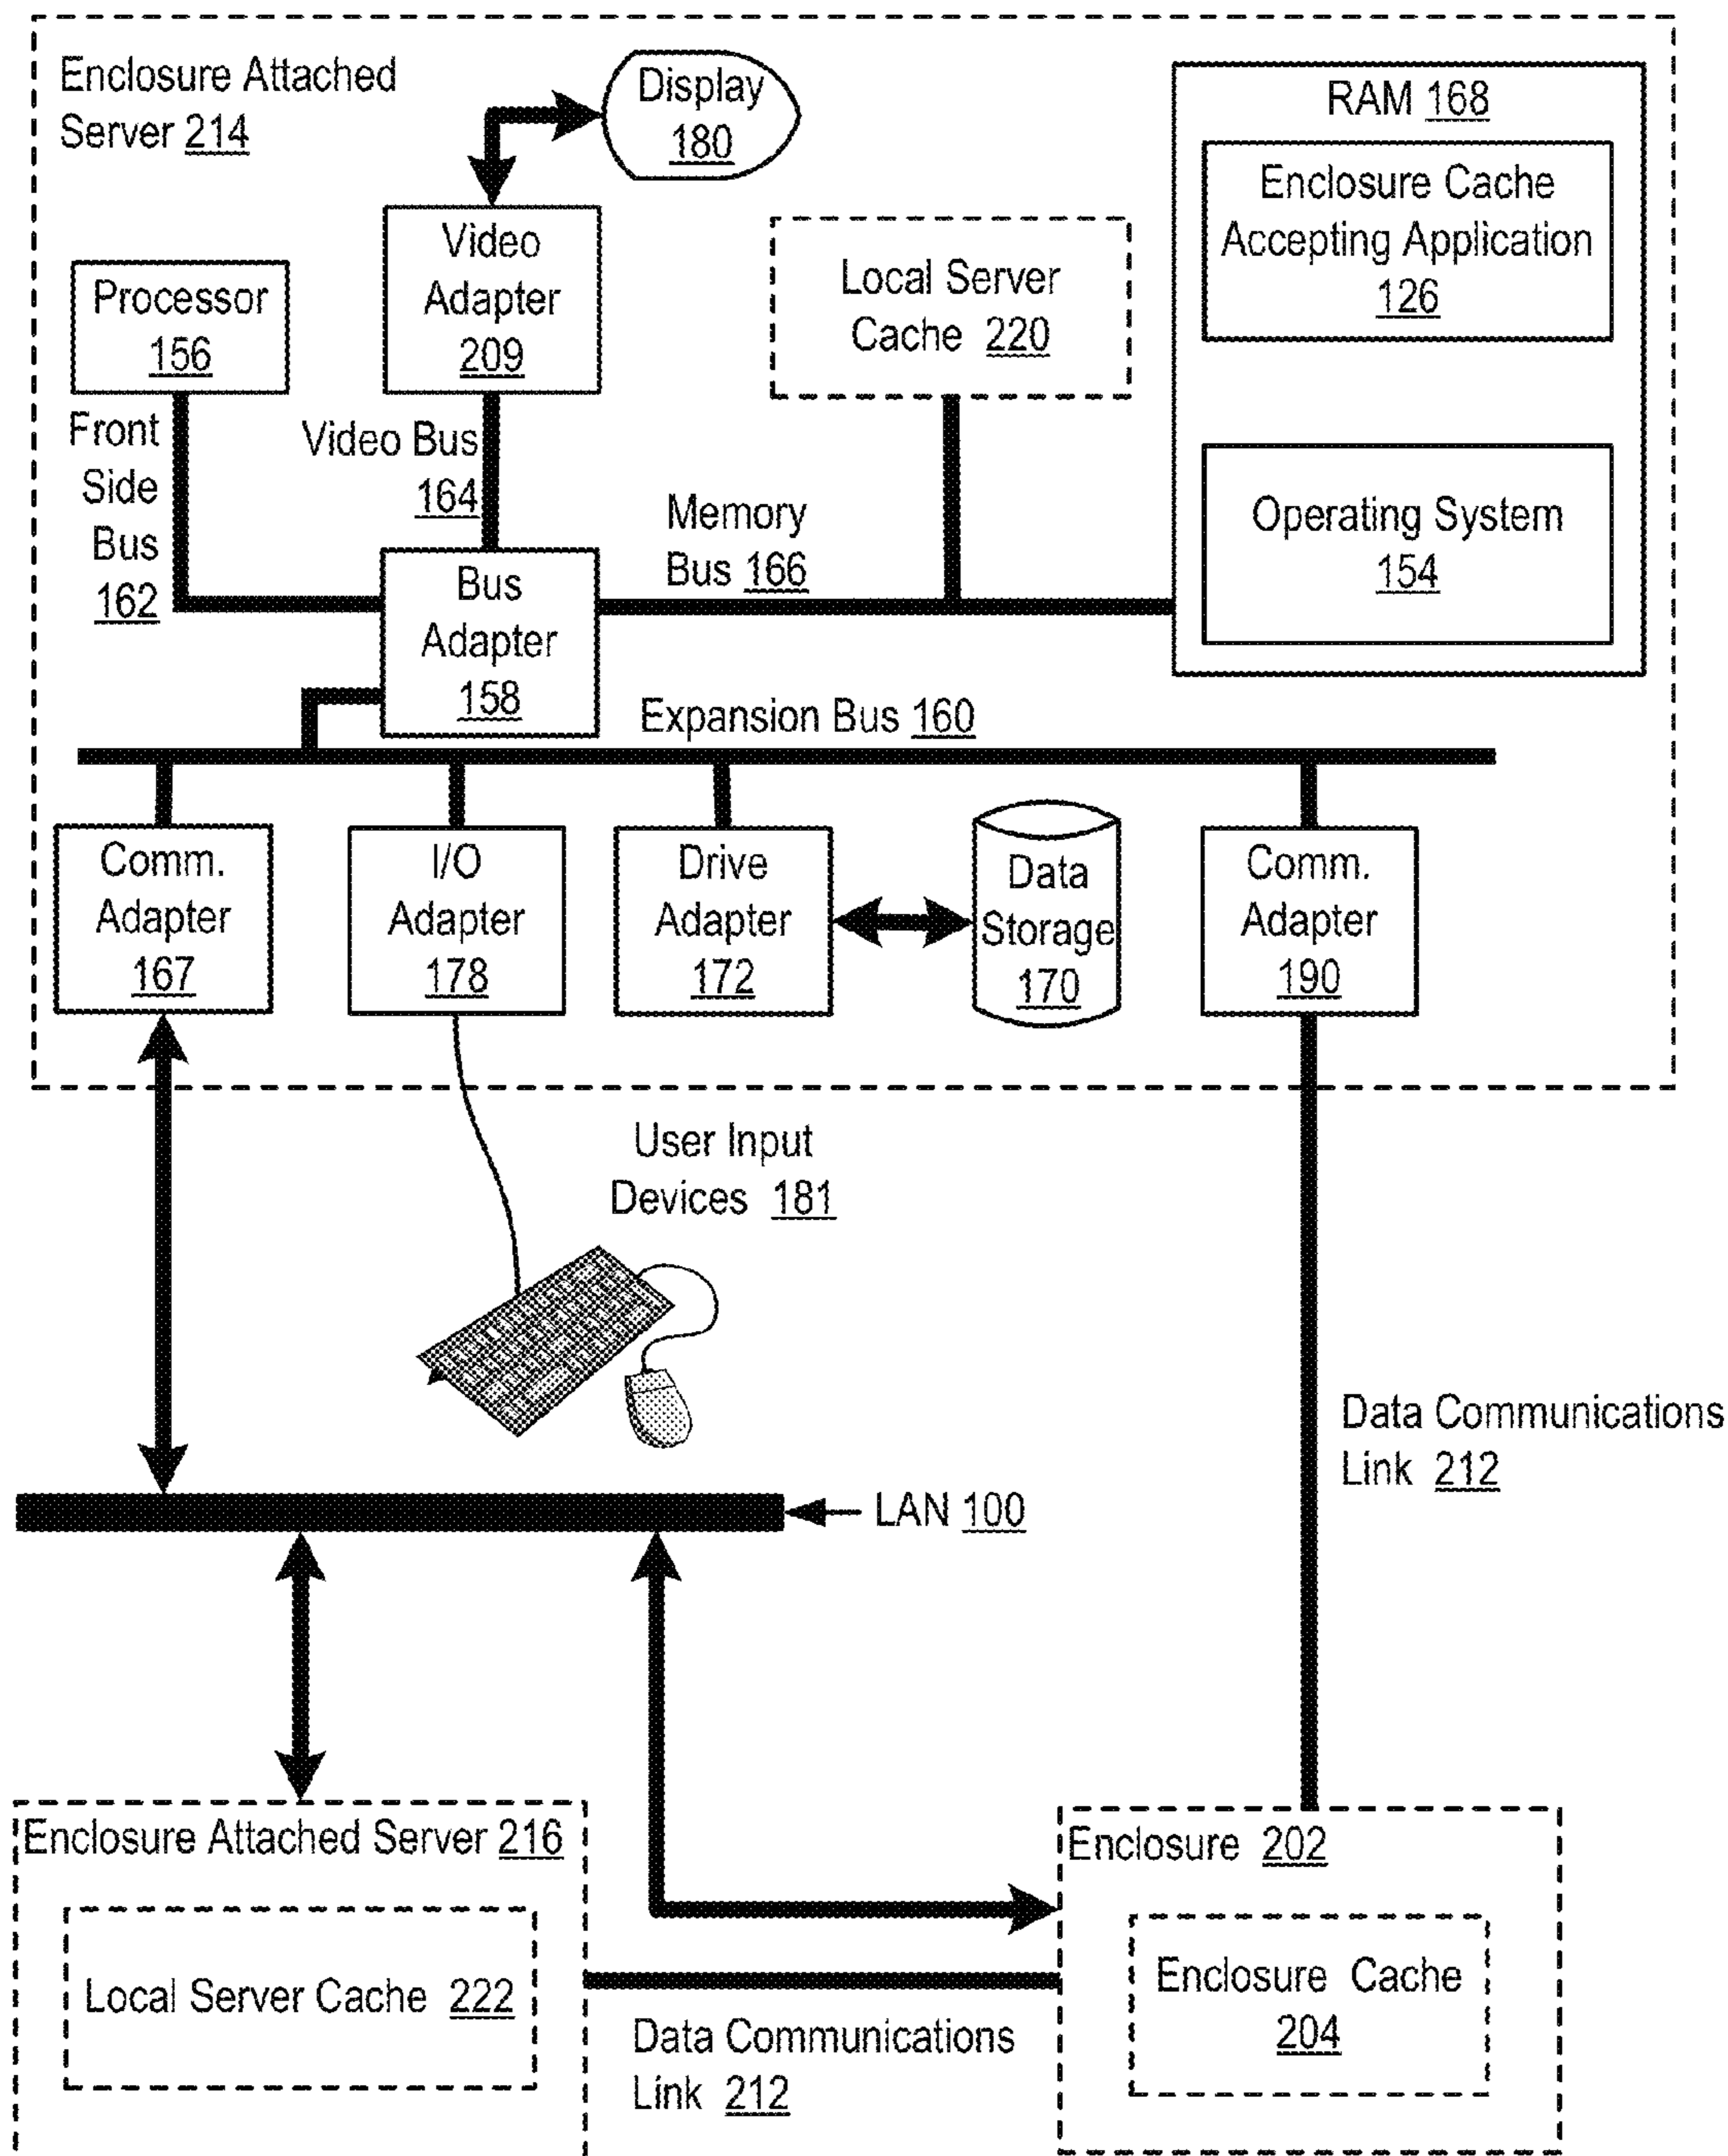 Enclosure Attached
Server 214
Display
180
RAM 168
Enclosure Cache
Accepting Application
126
Processor
156
Video
Adapter
209
Local Server
Cache 220
Front
Side
Bus
162
Video Bus
164
Memory
Bus 166
Operating System
154
Bus
Adapter
158
Expansion Bus 160
Comm.
Adapter
167
I/O
Adapter
178
Drive
Adapter
172
Data
Storage
170
Comm.
Adapter
190
User Input
Devices 181
Data Communications
Link 212
LAN 100
Enclosure Attached Server 216
Local Server Cache 222
Data Communications
Link 212
Enclosure 202
Enclosure Cache
204